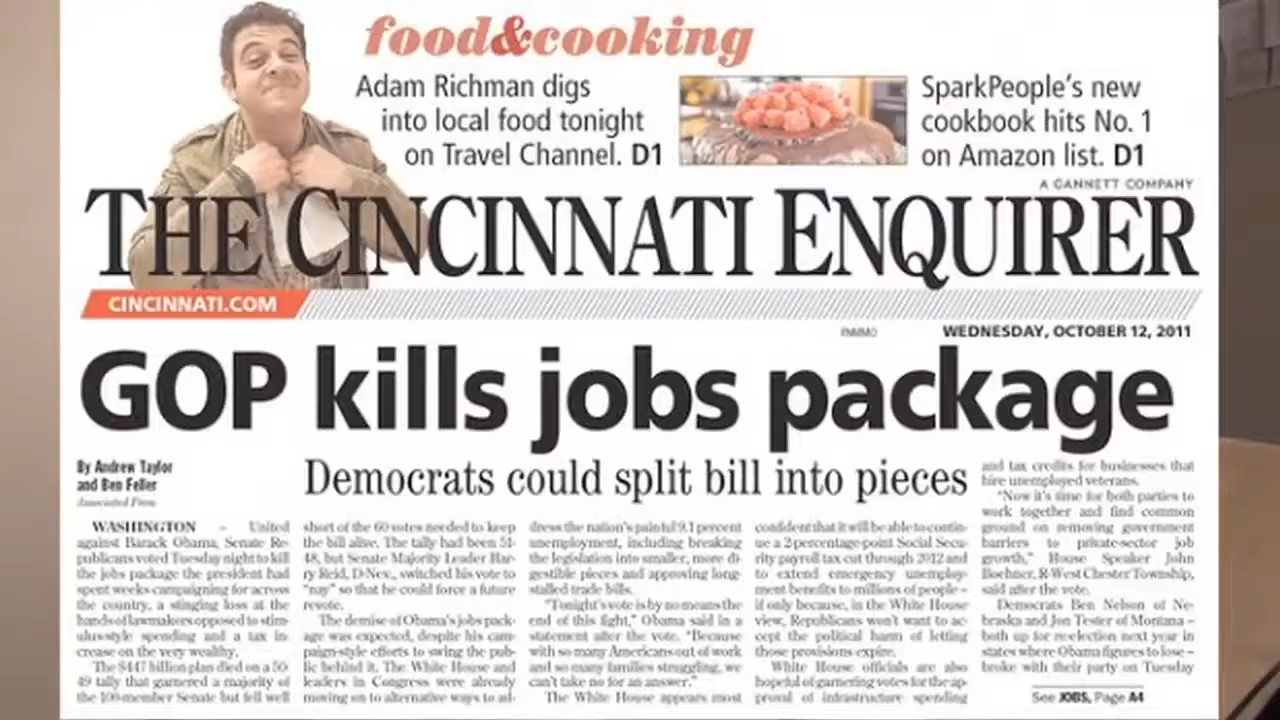 food&cooking
Adam Richman digs
into local food tonight
on Travel Channel. D1
SparkPeople's new
cookbook hits No. 1
on Amazon list. D1
A GANNETT COMPANY
THE CINCINNATI ENQUIRER
CINCINNATI.COM
WEDNESDAY, OCTOBER 12, 2011
GOP kills jobs package
Democrats could split bill into pieces
By Andrew Taylor
and Ben Feller
Associated Press
WASHINGTON – United
against Barack Obama, Senate Re-
publicans voted Tuesday night to kill
the jobs package the president had
spent weeks campaigning for across
the country, a stinging loss at the
hands of lawmakers opposed to stim-
ulus-style spending and a tax in-
crease on the very wealthy.
The $447 billion plan died on a 50-
49 tally that garnered a majority of
the 100-member Senate but fell well
short of the 60 votes needed to keep
the bill alive. The tally had been 51-
48, but Senate Majority Leader Har-
ry Reid, D-Nev., switched his vote to
"nay" so that he could force a future
revote.
The demise of Obama's jobs pack-
age was expected, despite his cam-
paign-style efforts to swing the pub-
lic behind it. The White House and
leaders in Congress were already
moving on to alternative ways to ad-
dress the nation's painful 9.1 percent
unemployment, including breaking
the legislation into smaller, more di-
gestible pieces and approving long-
stalled trade bills.
"Tonight's vote is by no means the
end of this fight," Obama said in a
statement after the vote. "Because
with so many Americans out of work
and so many families struggling, we
can't take no for an answer."
The White House appears most
confident that it will be able to contin-
ue a 2-percentage-point Social Secu-
rity payroll tax cut through 2012 and
to extend emergency unemploy-
ment benefits to millions of people –
if only because, in the White House
view, Republicans won't want to ac-
cept the political harm of letting
those provisions expire.
White House officials are also
hopeful of garnering votes for the ap-
proval of infrastructure spending
and tax credits for businesses that
hire unemployed veterans.
"Now it's time for both parties to
work together and find common
ground on removing government
barriers to private-sector job
growth," House Speaker John
Boehner, R-West Chester Township,
said after the vote.
Democrats Ben Nelson of Ne-
braska and Jon Tester of Montana –
both up for re-election next year in
states where Obama figures to lose –
broke with their party on Tuesday
See JOBS, Page A4